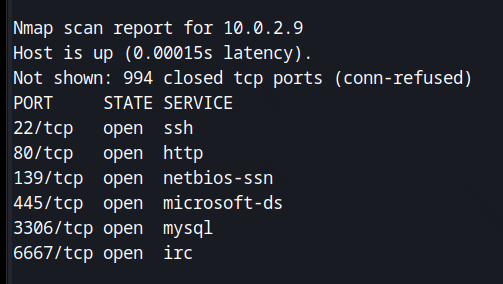 Nmap scan report for 10.0.2.9
Host is up (0.00015s latency).
Not shown: 994 closed tcp ports (conn-refused)
PORT     STATE SERVICE
22/tcp   open  ssh
80/tcp   open  http
139/tcp  open  netbios-ssn
445/tcp  open  microsoft-ds
3306/tcp open  mysql
6667/tcp open  irc